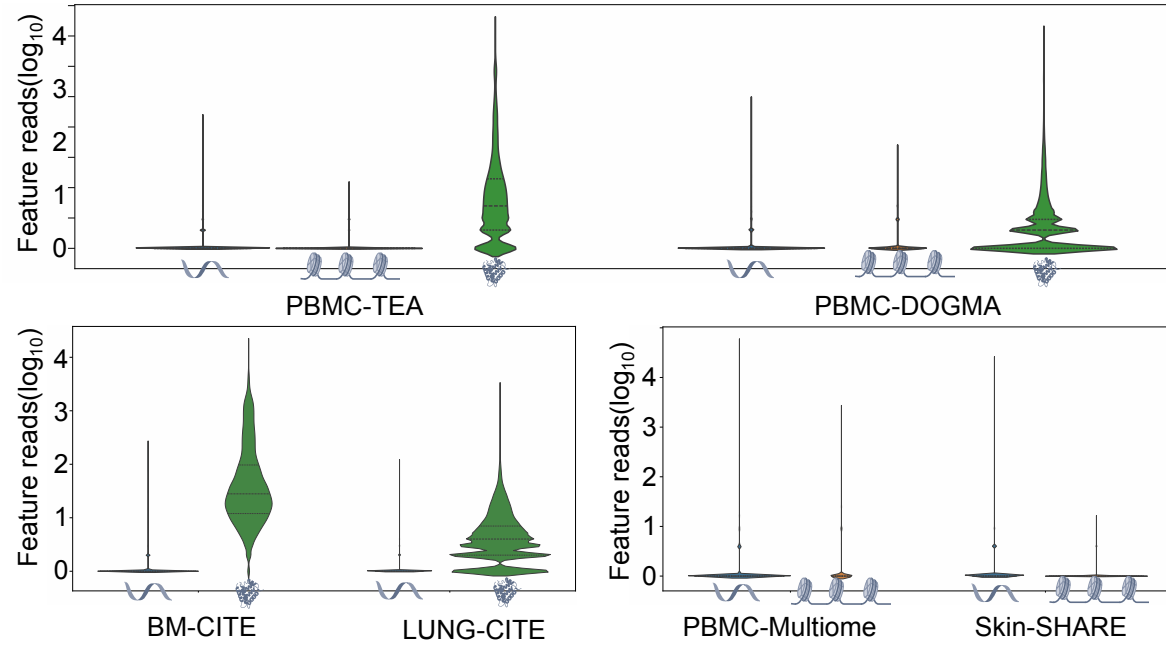 Feature reads(log₁₀)
4
3
2
1
0
PBMC-TEA
PBMC-DOGMA
Feature reads(log₁₀)
4
3
2
1
0
BM-CITE
LUNG-CITE
Feature reads(log₁₀)
4
3
2
1
0
PBMC-Multiome
Skin-SHARE